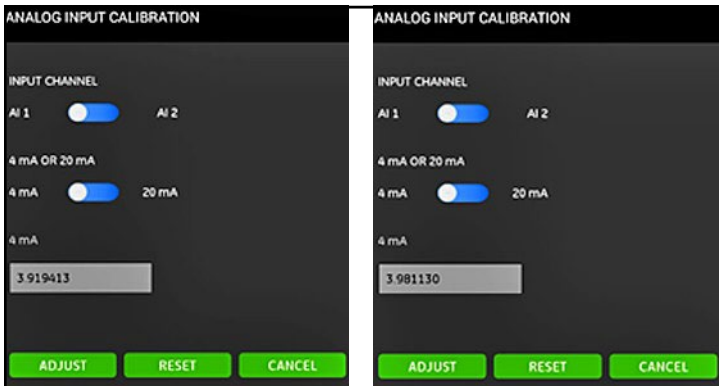 ANALOG INPUT CALIBRATION
INPUT CHANNEL
AI 1 AI 2
4 mA OR 20 mA
4 mA 20 mA
4 mA
3.919413
ADJUST RESET CANCEL
ANALOG INPUT CALIBRATION
INPUT CHANNEL
AI 1 AI 2
4 mA OR 20 mA
4 mA 20 mA
4 mA
3.981130
ADJUST RESET CANCEL